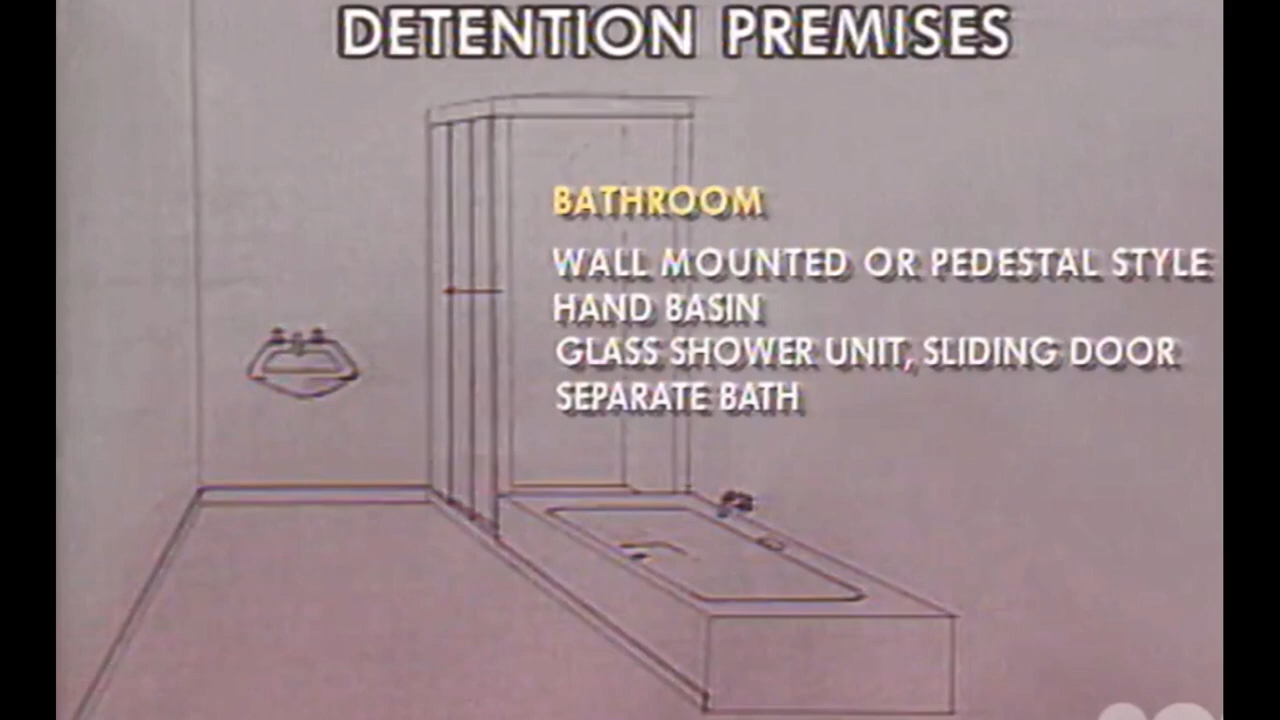 DETENTION PREMISES
BATHROOM
WALL MOUNTED OR PEDESTAL STYLE
HAND BASIN
GLASS SHOWER UNIT, SLIDING DOOR
SEPARATE BATH